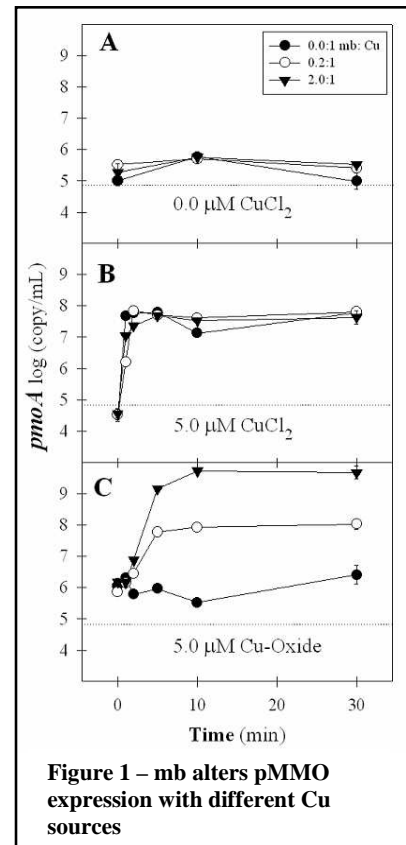 A
0.0:1 mb: Cu
0.2:1
2.0:1
9
8
7
6
5
4
0.0 μM CuCl2
B
9
8
7
6
5
4
5.0 μM CuCl2
pmoA log (copy/mL)
C
9
8
7
6
5
4
5.0 μM Cu-Oxide
0 10 20 30
Time (min)
Figure 1 – mb alters pMMO
expression with different Cu
sources